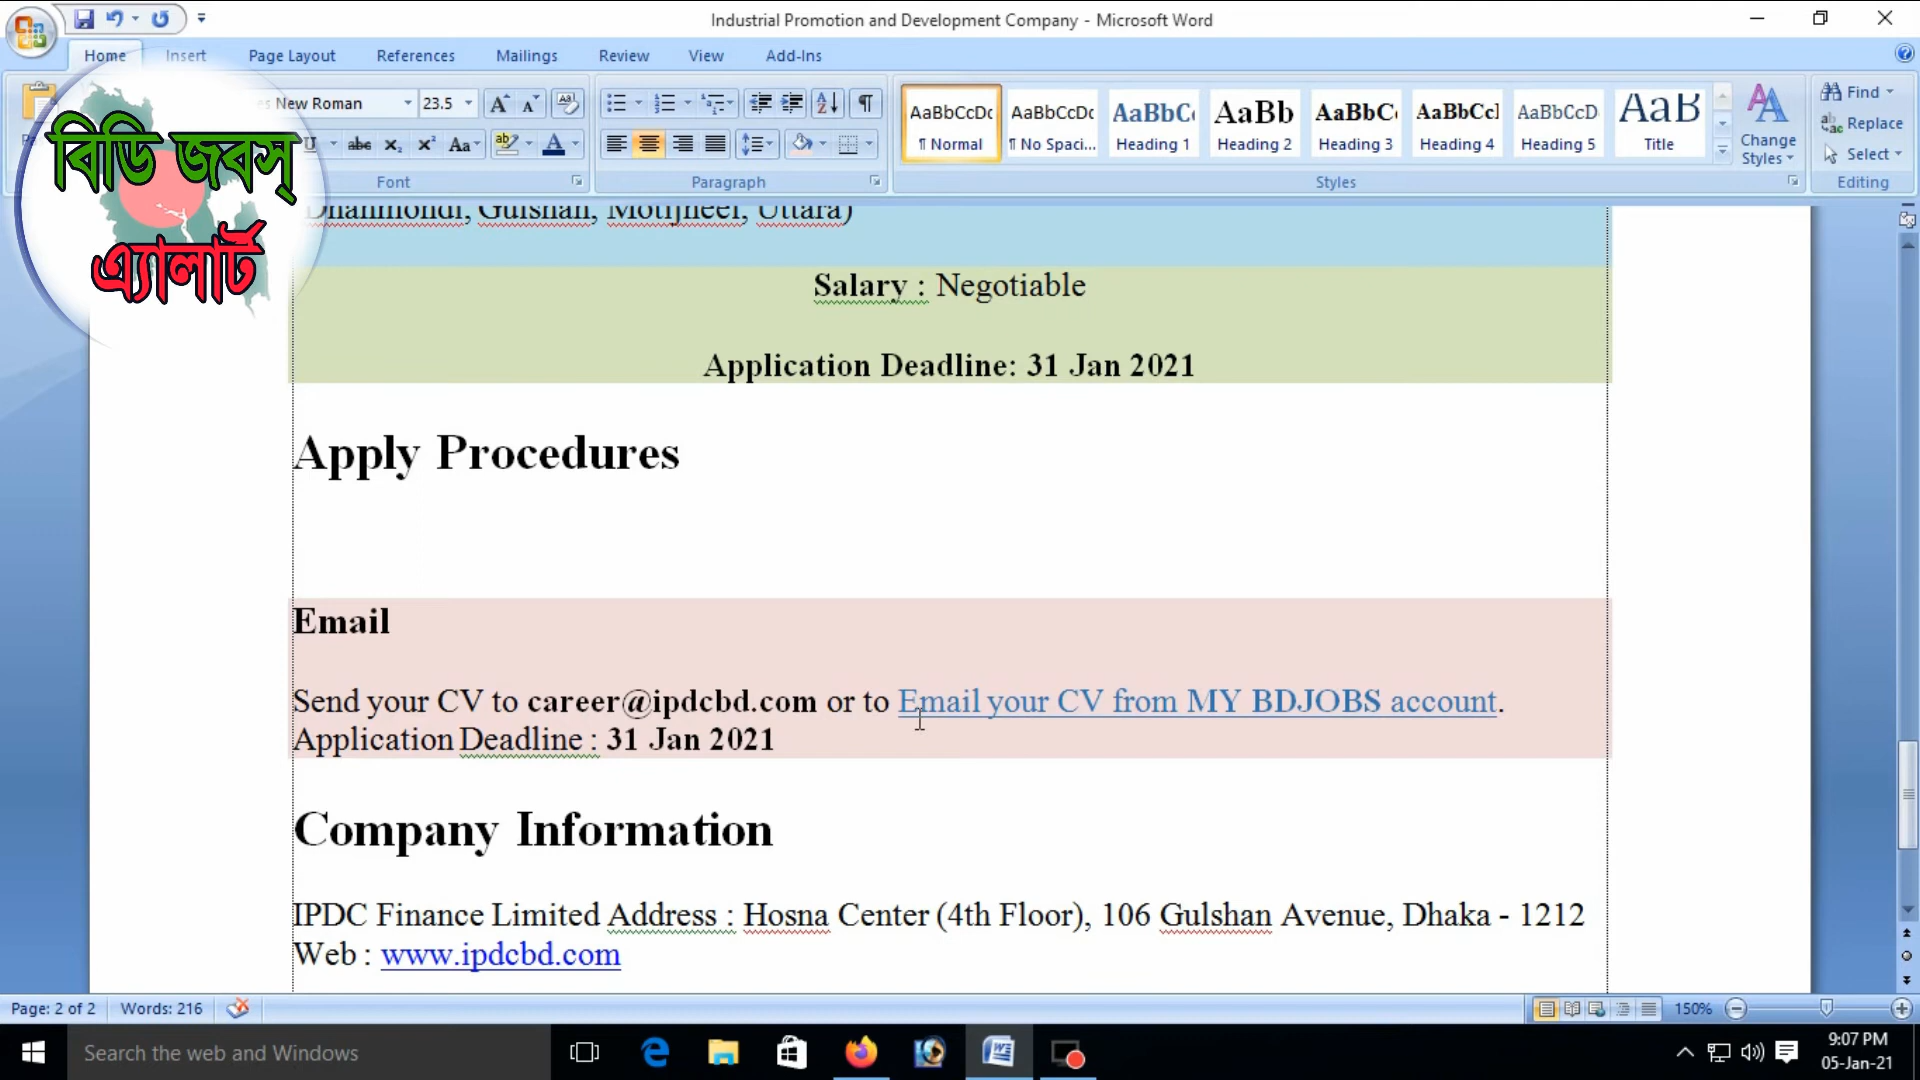 Industrial Promotion and Development Company - Microsoft Word
Home Insert Page Layout References Mailings Review View Add-Ins
New Roman 23.5
Font Paragraph Styles Editing
AaBbCcDc AaBbCcDc AaBbC AaBb AaBbC AaBbCcI AaBbCcD AaB
¶ Normal ¶ No Spaci... Heading 1 Heading 2 Heading 3 Heading 4 Heading 5 Title
Change Styles
Find
Replace
Select
বিডি জবস্
এ্যালার্ট
Dhanmondi, Gulshan, Motijheel, Uttara)
Salary : Negotiable
Application Deadline: 31 Jan 2021
Apply Procedures
Email
Send your CV to career@ipdcbd.com or to Email your CV from MY BDJOBS account.
Application Deadline : 31 Jan 2021
Company Information
IPDC Finance Limited Address : Hosna Center (4th Floor), 106 Gulshan Avenue, Dhaka - 1212
Web : www.ipdcbd.com
Page: 2 of 2 Words: 216 150%
Search the web and Windows
9:07 PM
05-Jan-21